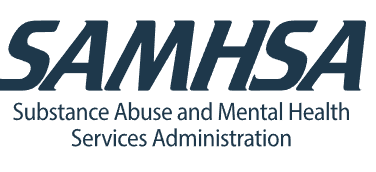 SAMHSA
Substance Abuse and Mental Health
Services Administration